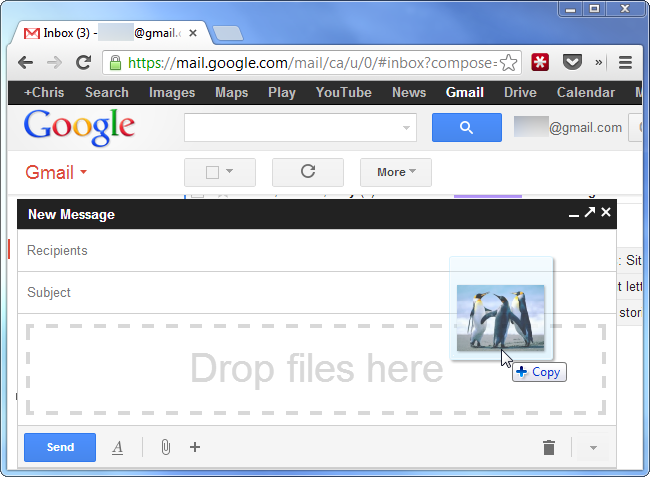 Inbox (3) - @gmail.c
https://mail.google.com/mail/ca/u/0/#inbox?compose=
+Chris Search Images Maps Play YouTube News Gmail Drive Calendar M
Google
@gmail.com
Gmail
More
New Message
Recipients
: Sit
Subject
t lett
stor
Drop files here
Copy
Send A